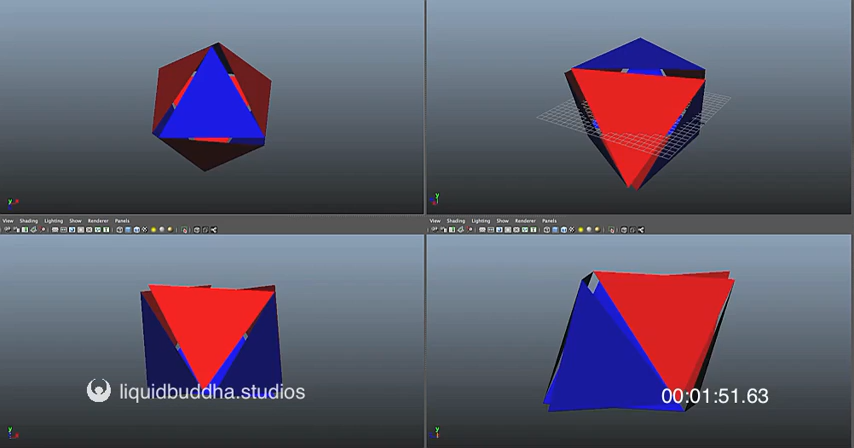 y x
y
View Shading Lighting Show Renderer Panels
View Shading Lighting Show Renderer Panels
liquidbuddha.studios
00:01:51.63